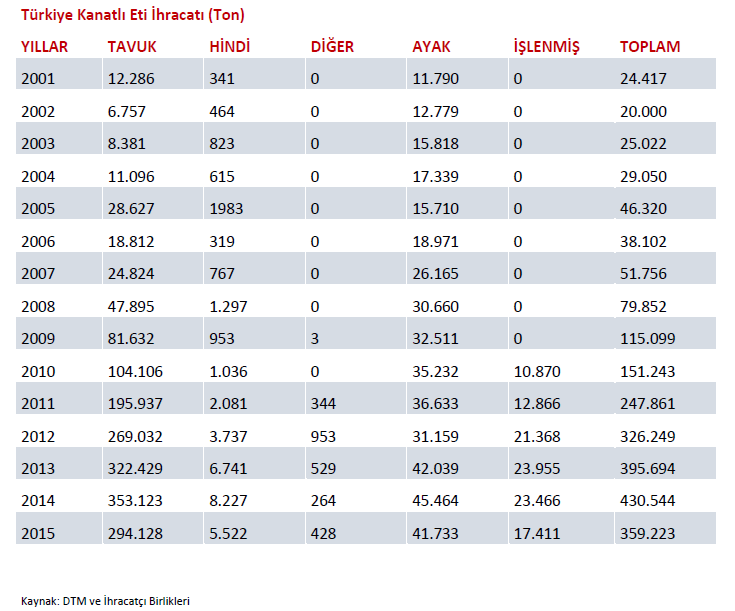 Türkiye Kanatlı Eti İhracatı (Ton)
YILLAR TAVUK HİNDİ DİĞER AYAK İŞLENMİŞ TOPLAM
2001 12.286 341 0 11.790 0 24.417
2002 6.757 464 0 12.779 0 20.000
2003 8.381 823 0 15.818 0 25.022
2004 11.096 615 0 17.339 0 29.050
2005 28.627 1983 0 15.710 0 46.320
2006 18.812 319 0 18.971 0 38.102
2007 24.824 767 0 26.165 0 51.756
2008 47.895 1.297 0 30.660 0 79.852
2009 81.632 953 3 32.511 0 115.099
2010 104.106 1.036 0 35.232 10.870 151.243
2011 195.937 2.081 344 36.633 12.866 247.861
2012 269.032 3.737 953 31.159 21.368 326.249
2013 322.429 6.741 529 42.039 23.955 395.694
2014 353.123 8.227 264 45.464 23.466 430.544
2015 294.128 5.522 428 41.733 17.411 359.223
Kaynak: DTM ve İhracatçı Birlikleri